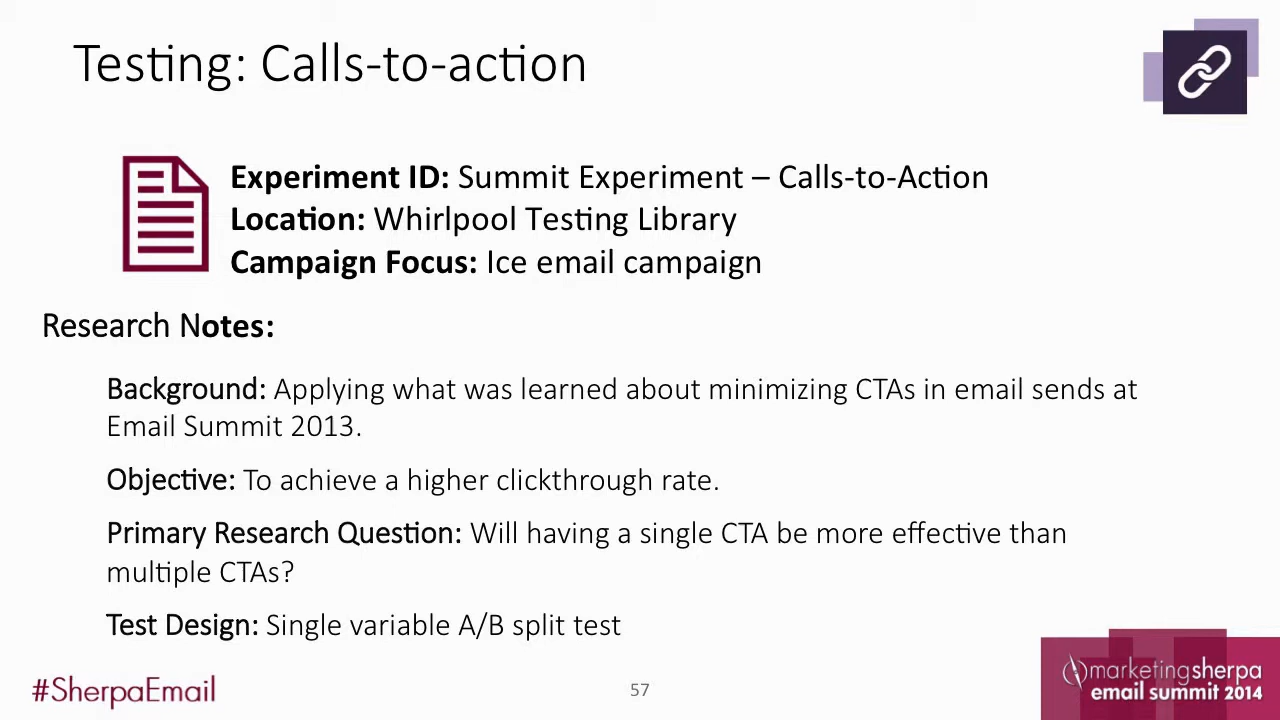 Testing: Calls-to-action
Experiment ID: Summit Experiment – Calls-to-Action
Location: Whirlpool Testing Library
Campaign Focus: Ice email campaign
Research Notes:
Background: Applying what was learned about minimizing CTAs in email sends at
Email Summit 2013.
Objective: To achieve a higher clickthrough rate.
Primary Research Question: Will having a single CTA be more effective than
multiple CTAs?
Test Design: Single variable A/B split test
#SherpaEmail
57
marketingsherpa
email summit 2014